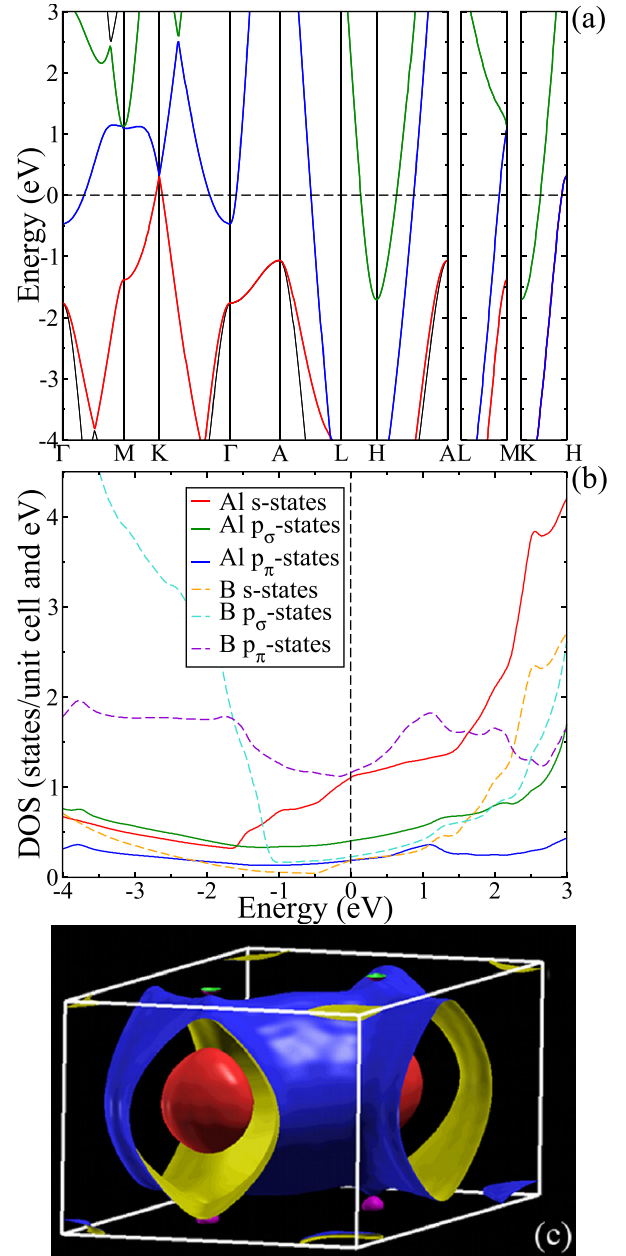 (a)
3
2
1
0
-1
-2
-3
-4
Energy (eV)
Γ M K Γ A L H A L M K H
(b)
DOS (states/unit cell and eV)
4
3
2
1
0
Al s-states
Al pσ-states
Al pπ-states
B s-states
B pσ-states
B pπ-states
-4 -3 -2 -1 0 1 2 3
Energy (eV)
(c)